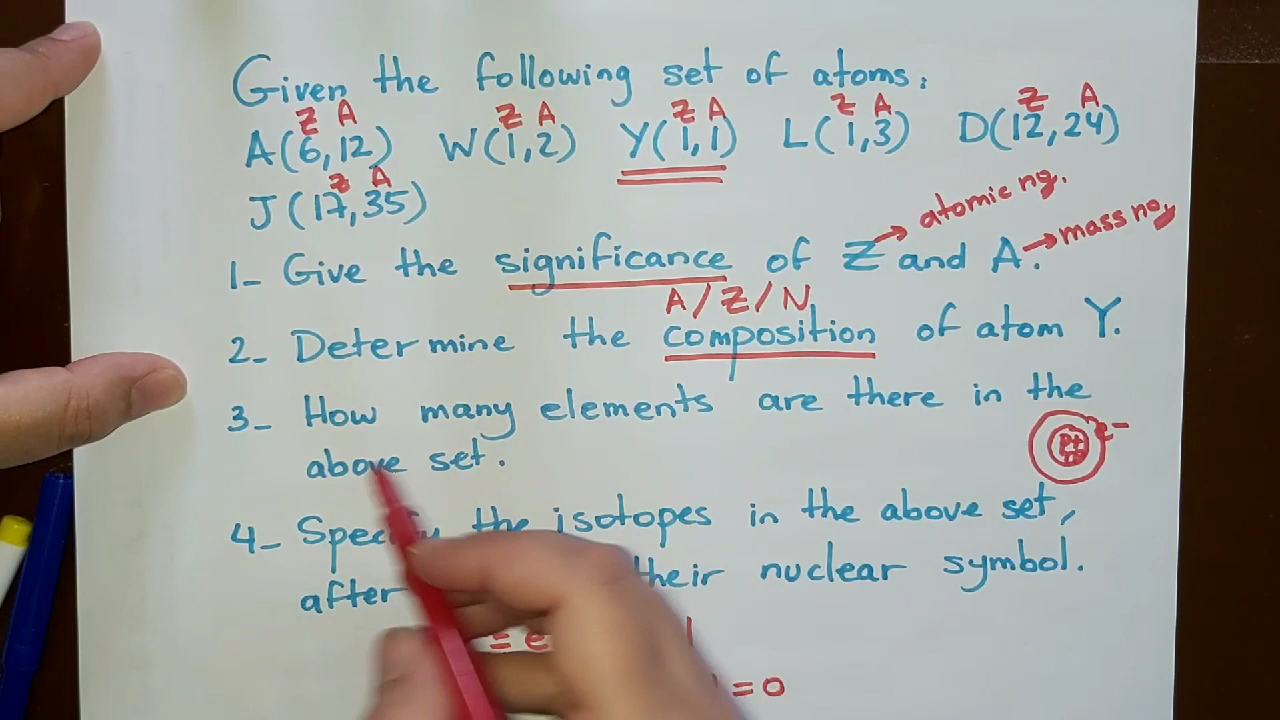 Given the following set of atoms:
Z A Z A Z A Z A Z A
A(6,12) W(1,2) Y(1,1) L(1,3) D(12,24)
Z A
J(17,35)
atomic no.
mass no,
1- Give the significance of Z and A.
A/Z/N
2- Determine the composition of atom Y.
3- How many elements are there in the
above set.
e-
4- Specify the isotopes in the above set,
after their nuclear symbol.
= e
= 0